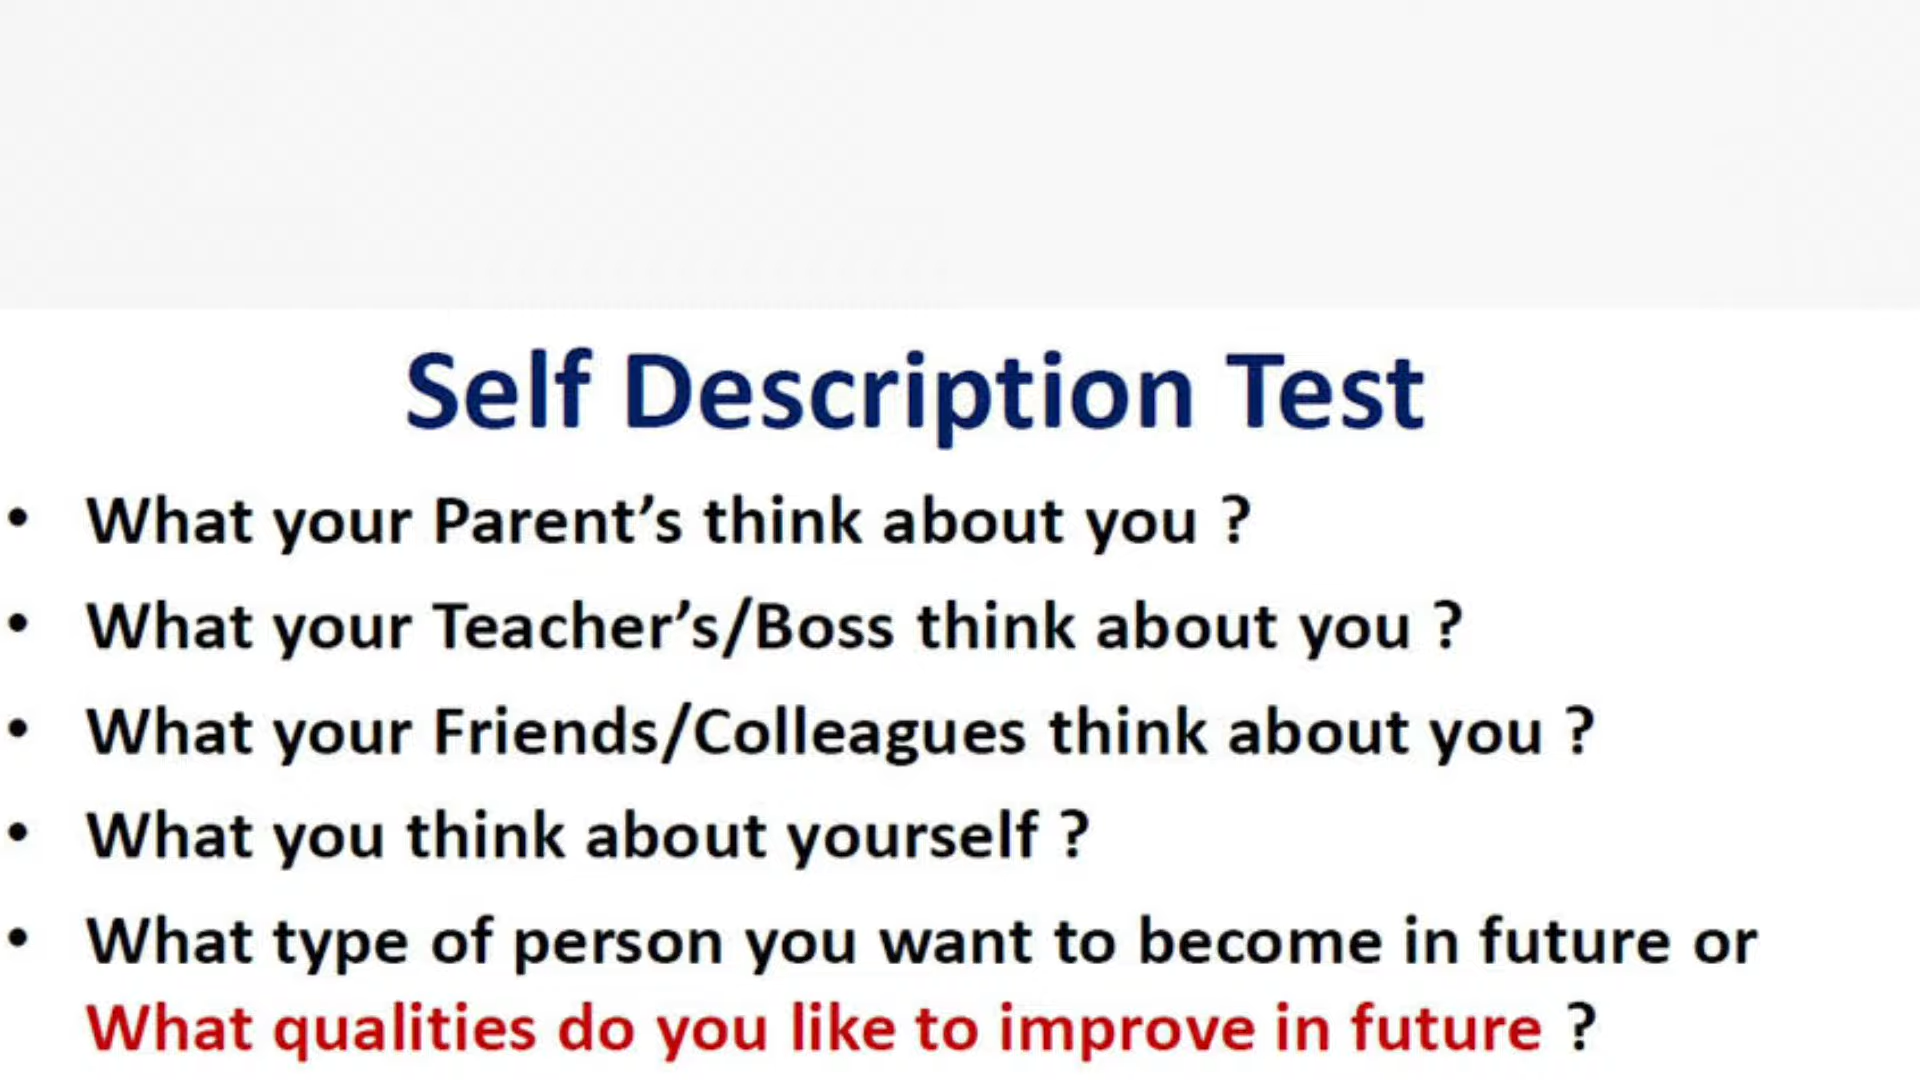 Self Description Test
• What your Parent’s think about you ?
• What your Teacher’s/Boss think about you ?
• What your Friends/Colleagues think about you ?
• What you think about yourself ?
• What type of person you want to become in future or
What qualities do you like to improve in future ?